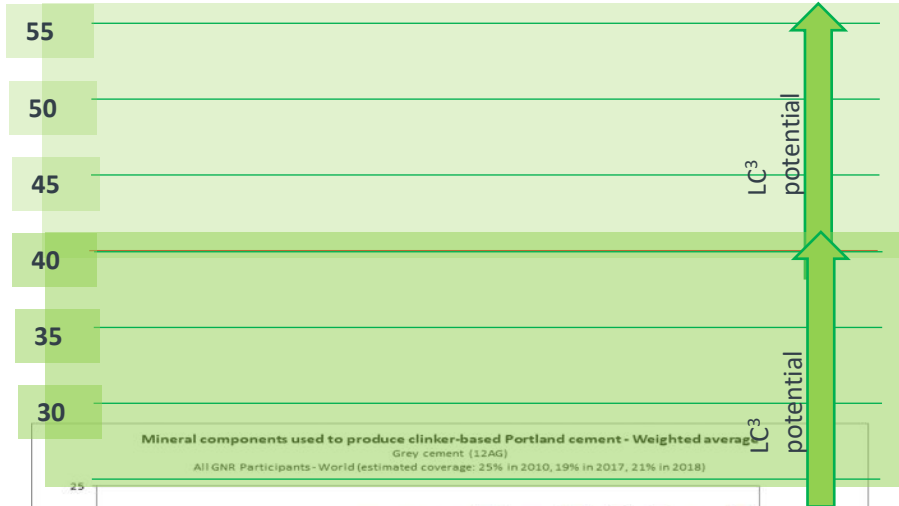 55
50
LC³
potential
45
40
35
LC³
potential
30
Mineral components used to produce clinker-based Portland cement - Weighted average
Grey cement (12AG)
All GNR Participants - World (estimated coverage: 25% in 2010, 19% in 2017, 21% in 2018)
25